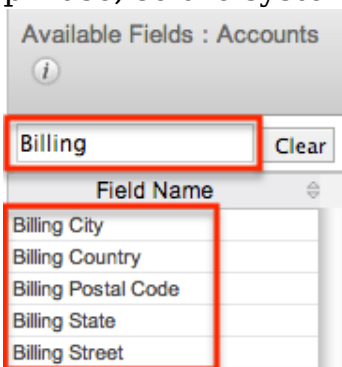 Available Fields : Accounts
i
Billing Clear
Field Name
Billing City
Billing Country
Billing Postal Code
Billing State
Billing Street